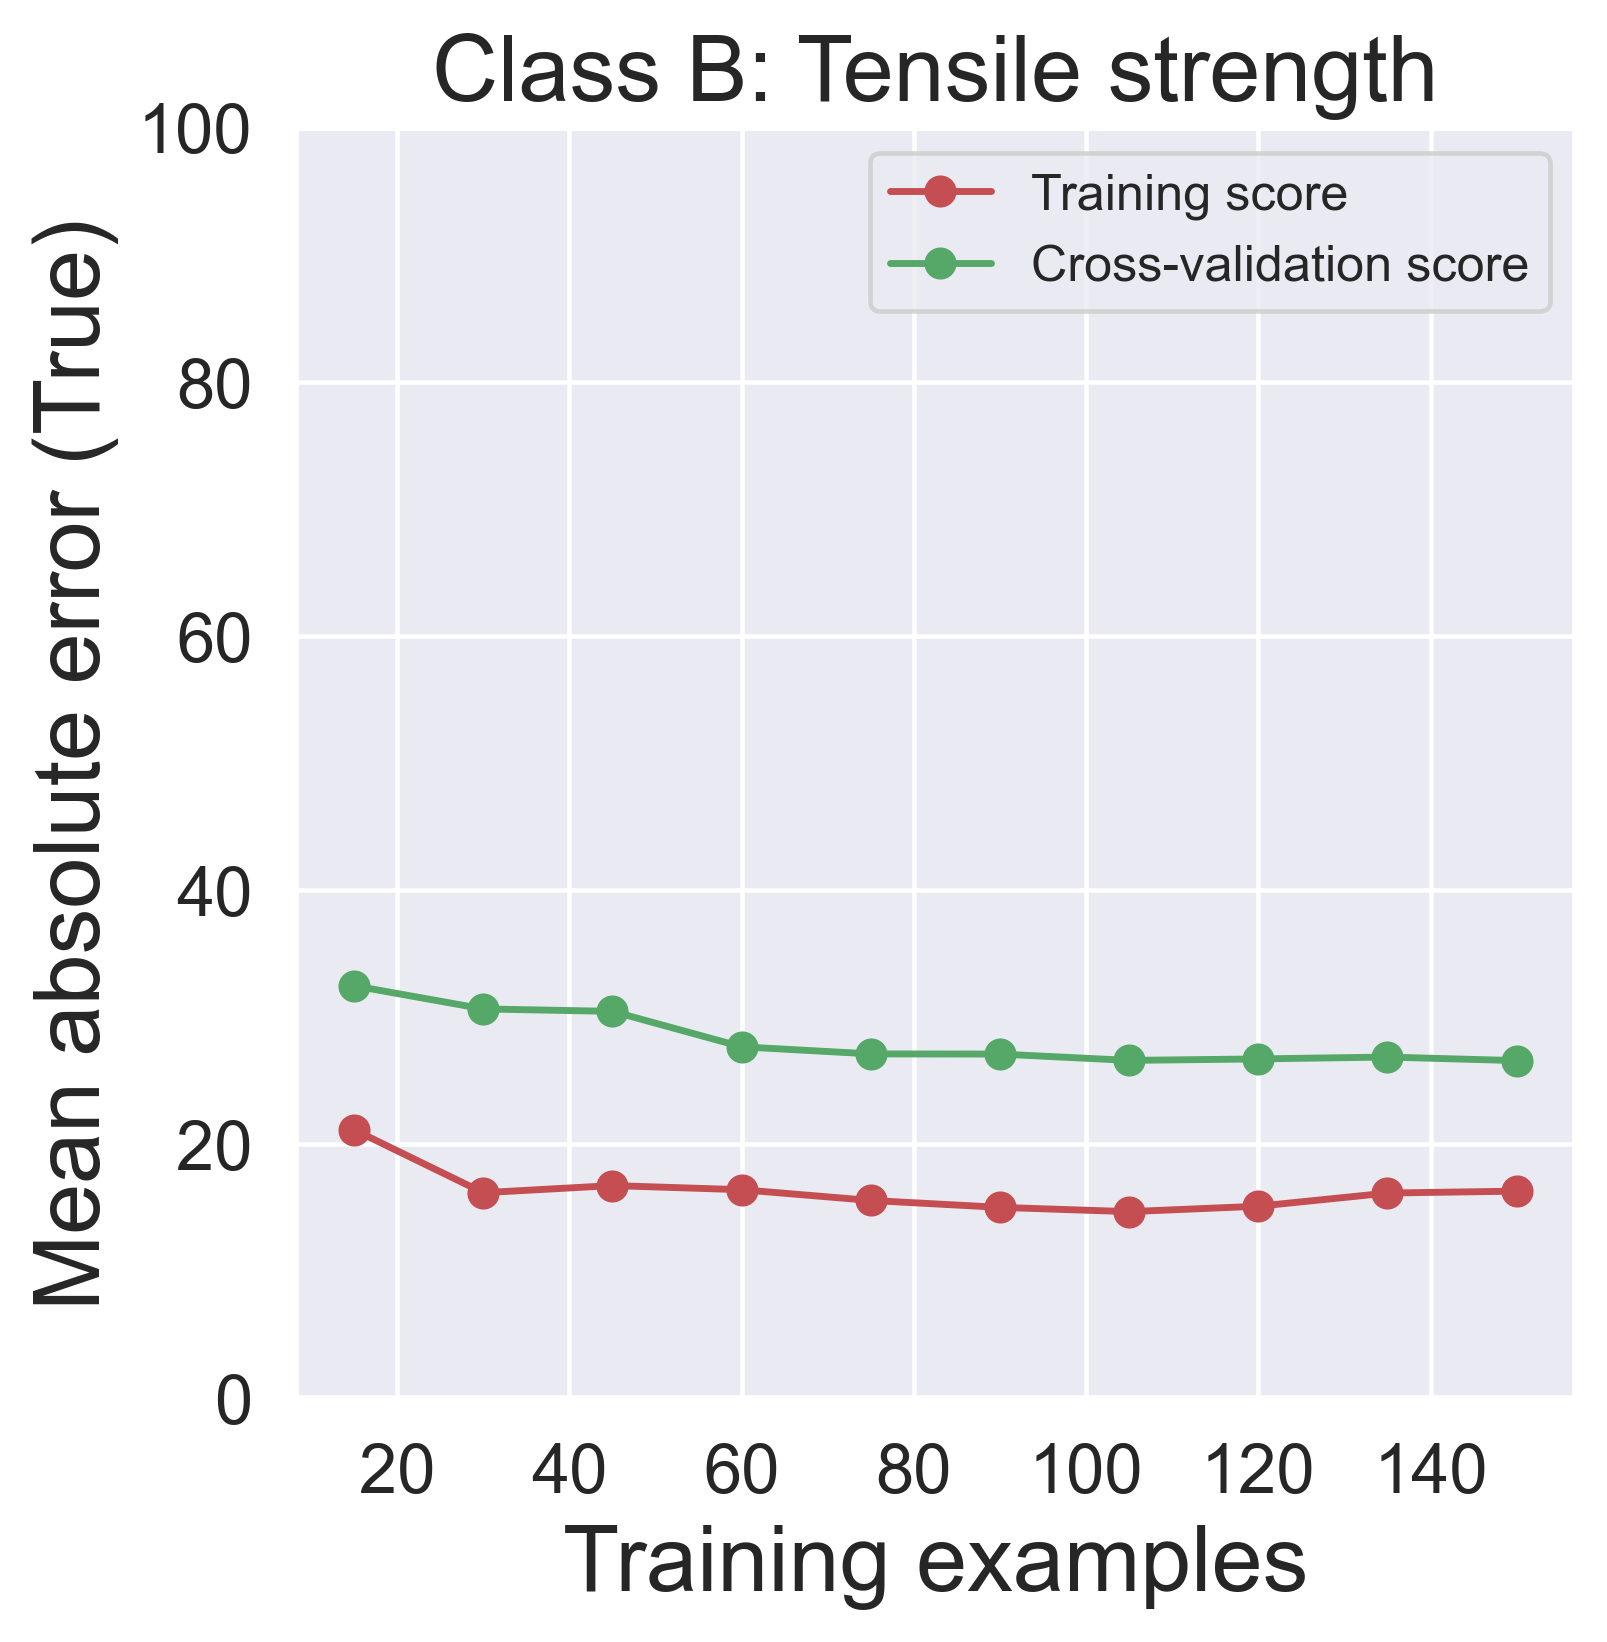 Class B: Tensile strength
100
80
60
40
20
0
Mean absolute error (True)
Training score
Cross-validation score
20 40 60 80 100 120 140
Training examples